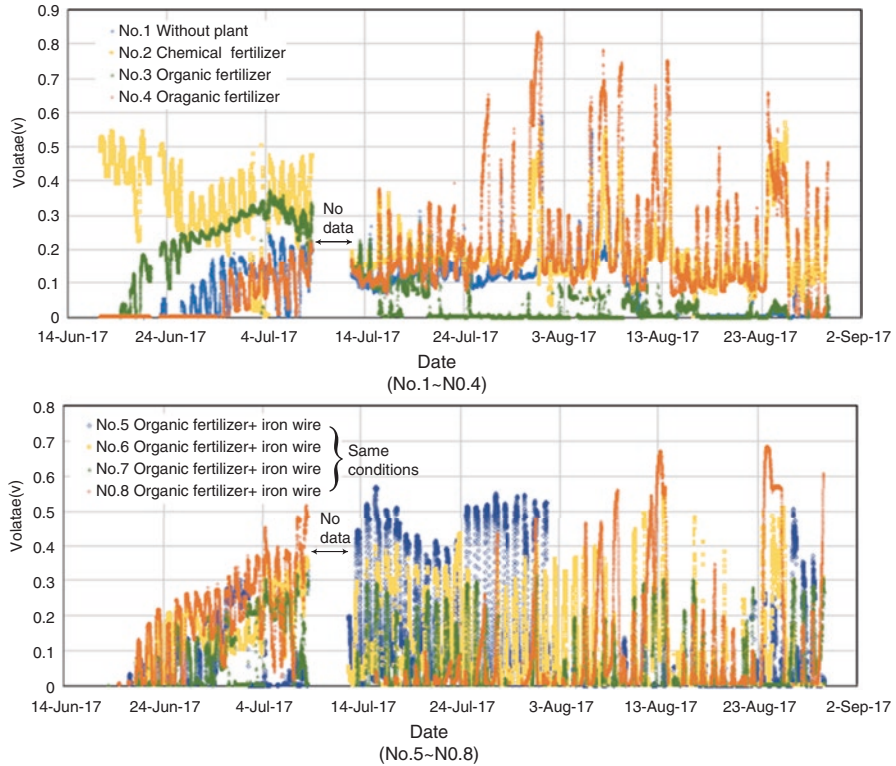 0.9
0.8
0.7
0.6
0.5
0.4
0.3
0.2
0.1
0
Volatae(v)
No.1 Without plant
No.2 Chemical fertilizer
No.3 Organic fertilizer
No.4 Oraganic fertilizer
No
data
14-Jun-17 24-Jun-17 4-Jul-17 14-Jul-17 24-Jul-17 3-Aug-17 13-Aug-17 23-Aug-17 2-Sep-17
Date
(No.1~N0.4)
0.8
0.7
0.6
0.5
0.4
0.3
0.2
0.1
0
Volatae(v)
No.5 Organic fertilizer+ iron wire
No.6 Organic fertilizer+ iron wire
No.7 Organic fertilizer+ iron wire
N0.8 Organic fertilizer+ iron wire
Same
conditions
No
data
14-Jun-17 24-Jun-17 4-Jul-17 14-Jul-17 24-Jul-17 3-Aug-17 13-Aug-17 23-Aug-17 2-Sep-17
Date
(No.5~N0.8)